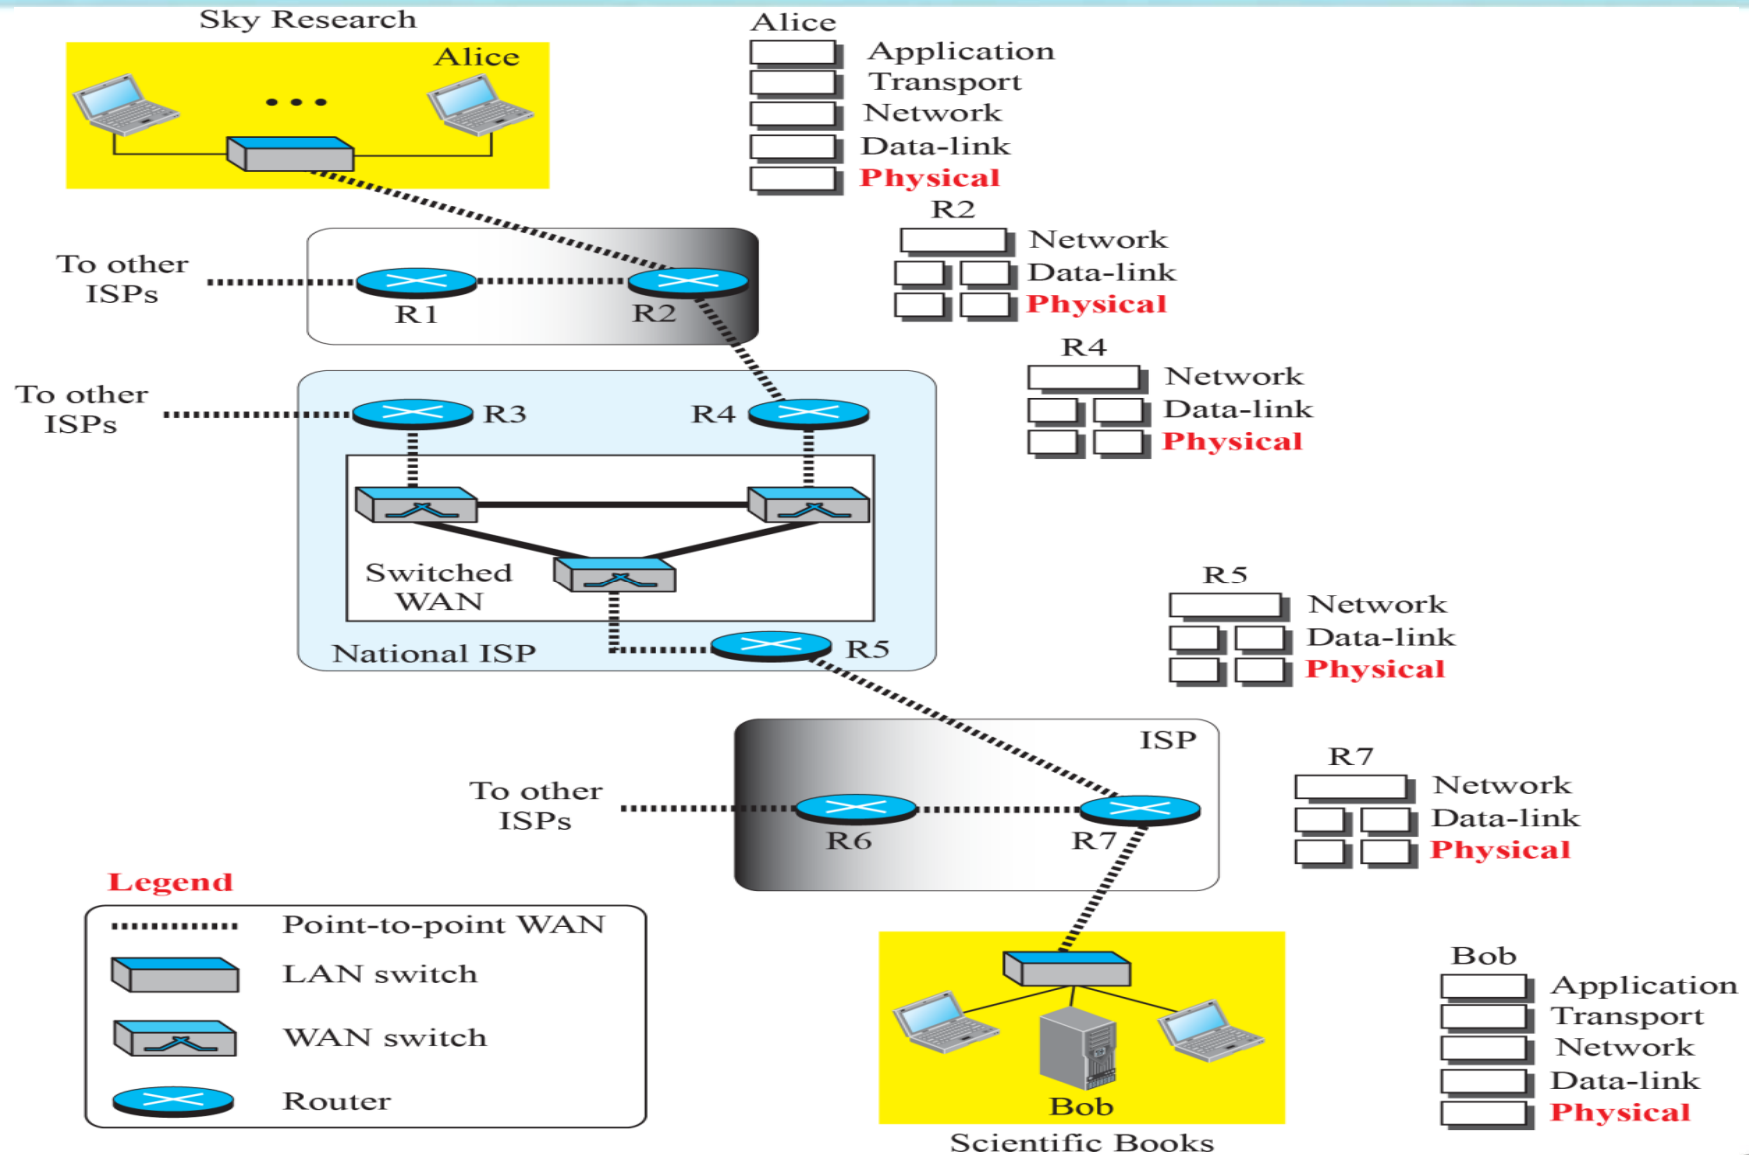 Sky Research
Alice
Alice
Application
Transport
Network
Data-link
Physical
R2
Network
Data-link
Physical
To other
ISPs
R1
R2
R4
Network
Data-link
Physical
To other
ISPs
R3
R4
Switched
WAN
National ISP
R5
R5
Network
Data-link
Physical
ISP
To other
ISPs
R6
R7
R7
Network
Data-link
Physical
Legend
Point-to-point WAN
LAN switch
WAN switch
Router
Bob
Scientific Books
Bob
Application
Transport
Network
Data-link
Physical